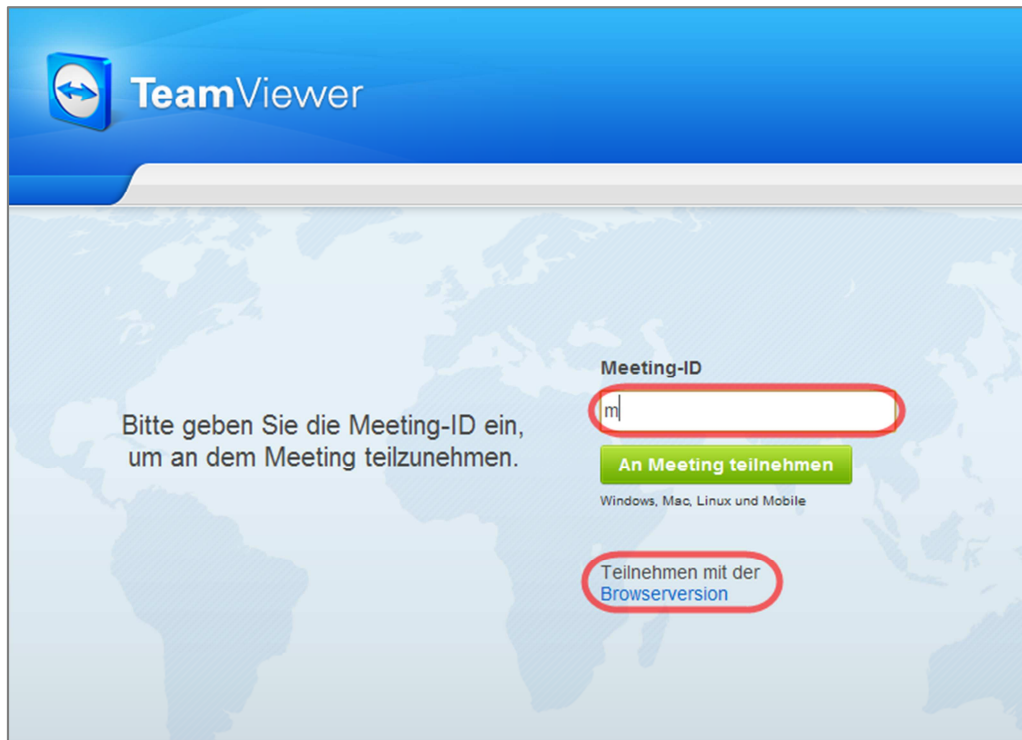 TeamViewer
Meeting-ID
m
Bitte geben Sie die Meeting-ID ein,
um an dem Meeting teilzunehmen.
An Meeting teilnehmen
Windows, Mac, Linux und Mobile
Teilnehmen mit der
Browserversion